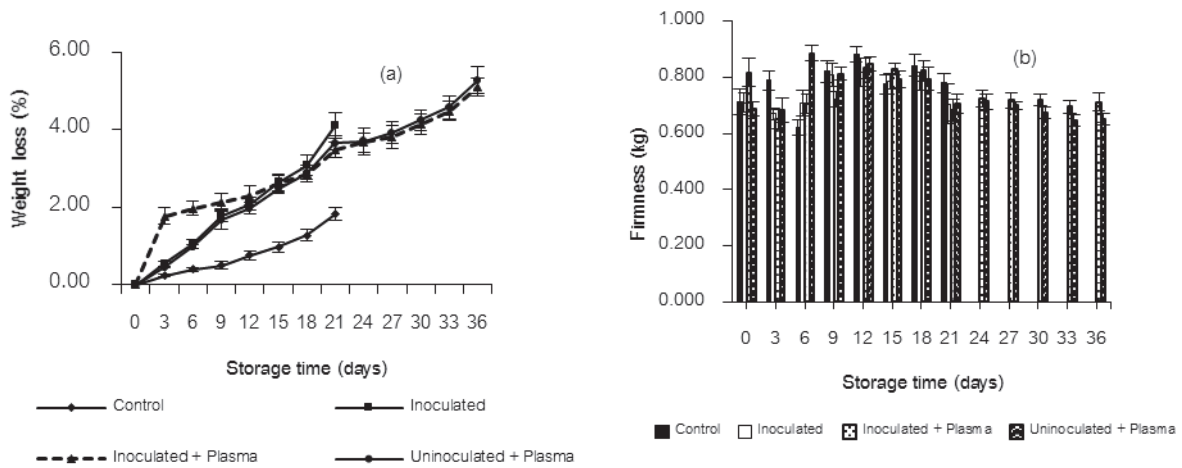 6.00
4.00
2.00
0.00
Weight loss (%)
(a)
0 3 6 9 12 15 18 21 24 27 30 33 36
Storage time (days)
Control
Inoculated
Inoculated + Plasma
Uninoculated + Plasma
1.000
0.800
0.600
0.400
0.200
0.000
Firmness (kg)
(b)
0 3 6 9 12 15 18 21 24 27 30 33 36
Storage time (days)
Control
Inoculated
Inoculated + Plasma
Uninoculated + Plasma